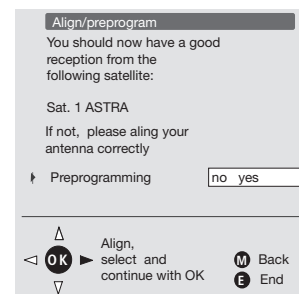 Align/preprogram
You should now have a good
reception from the
following satellite:
Sat. 1 ASTRA
If not, please aling your
antenna correctly
Preprogramming no yes
Align,
OK select and M Back
continue with OK E End